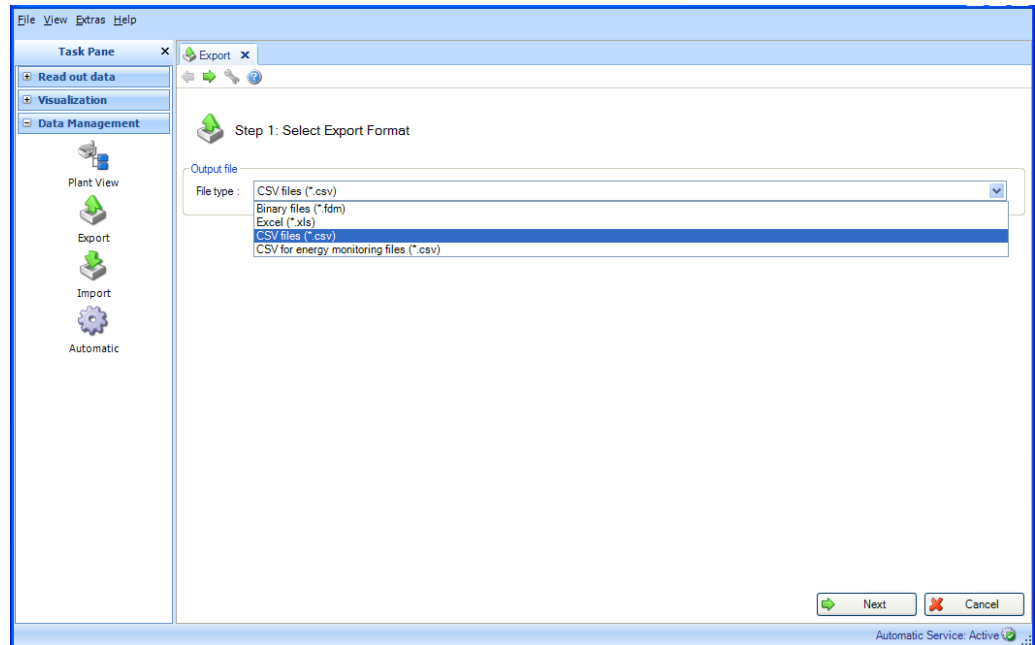 File View Extras Help
Task Pane
Export
Read out data
Visualization
Data Management
Plant View
Export
Import
Automatic
Step 1: Select Export Format
Output file
File type : CSV files (*.csv)
Binary files (*.fdm)
Excel (*.xls)
CSV files (*.csv)
CSV for energy monitoring files (*.csv)
Next Cancel
Automatic Service: Active